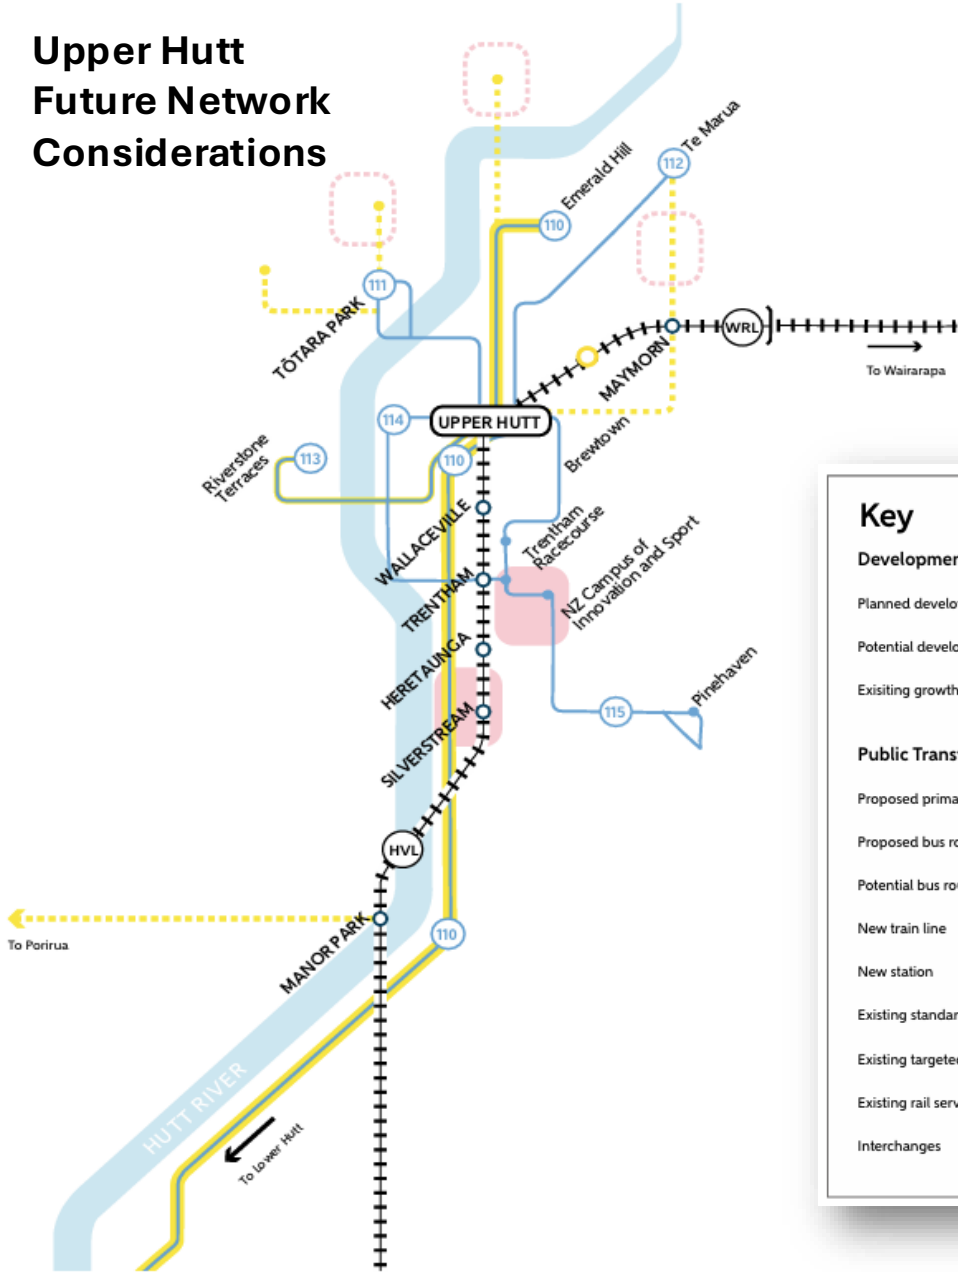 Upper Hutt
Future Network
Considerations
Te Marua
112
Emerald Hill
110
111
TŌTARA PARK
WRL
MAYMORN
To Wairarapa
114
UPPER HUTT
Brewtown
113
Riverstone
Terraces
110
WALLACEVILLE
Trentham
Racecourse
TRENTHAM
NZ Campus of
Innovation and Sport
HERETAUNGA
Pinehaven
115
SILVERSTREAM
HVL
MANOR PARK
To Porirua
110
HUTT RIVER
To Lower Hutt
Key
Developmen
Planned develo
Potential develo
Exisiting growth
Public Trans
Proposed prima
Proposed bus ro
Potential bus rou
New train line
New station
Existing standar
Existing targeted
Existing rail serv
Interchanges